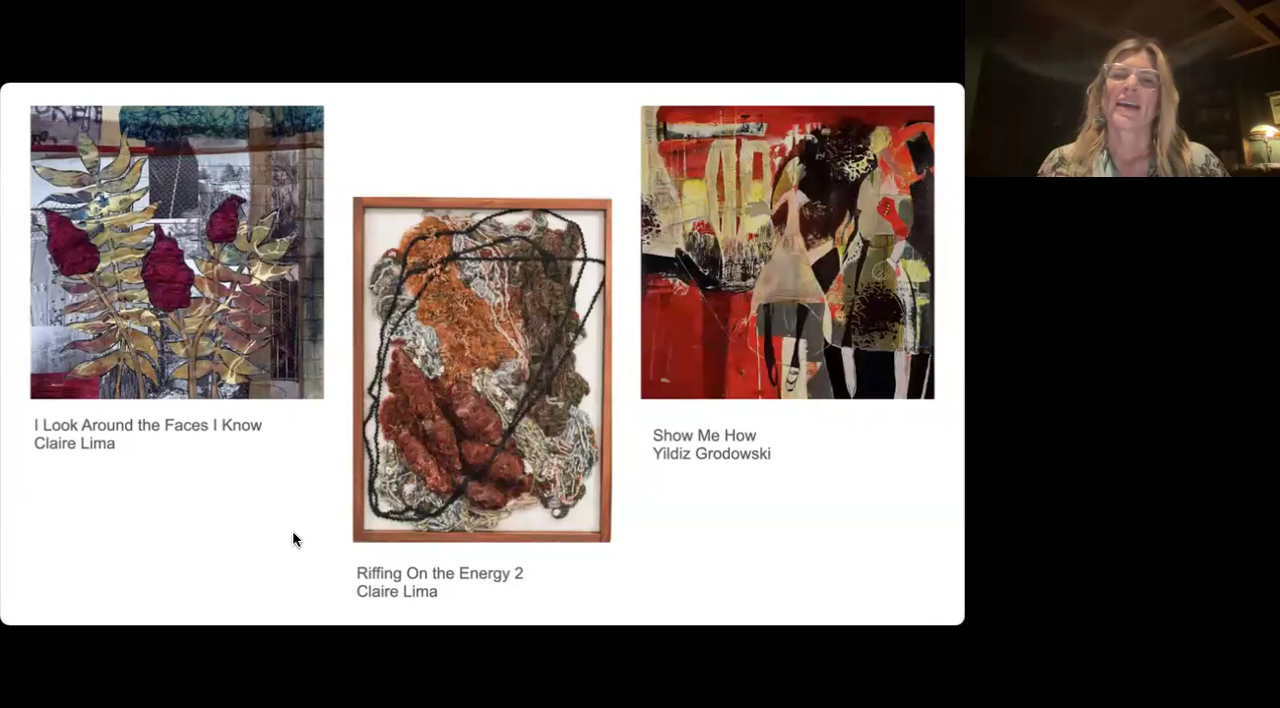 I Look Around the Faces I Know
Claire Lima
Riffing On the Energy 2
Claire Lima
Show Me How
Yildiz Grodowski